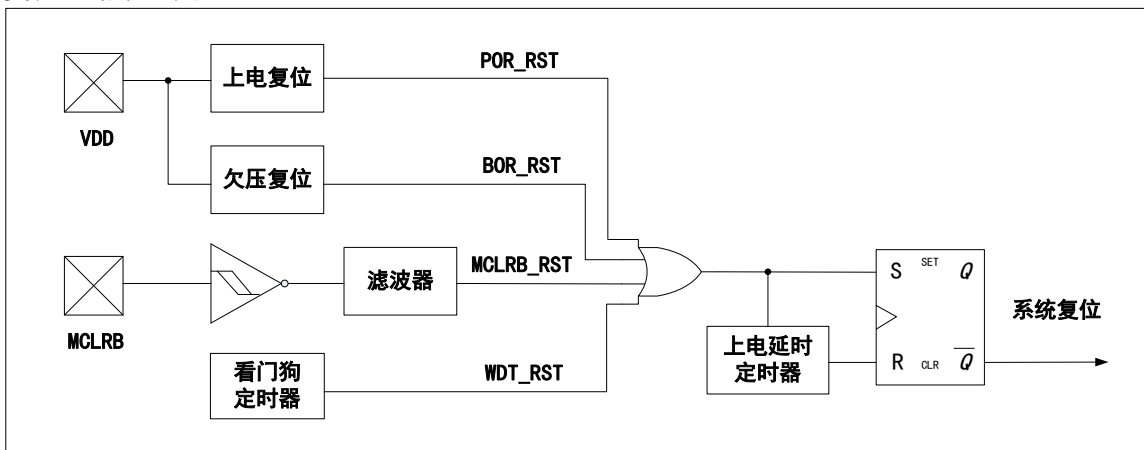 VDD
上电复位
POR_RST
欠压复位
BOR_RST
MCLRB
滤波器
MCLRB_RST
看门狗
定时器
WDT_RST
上电延时
定时器
S SET Q
R CLR Q
系统复位